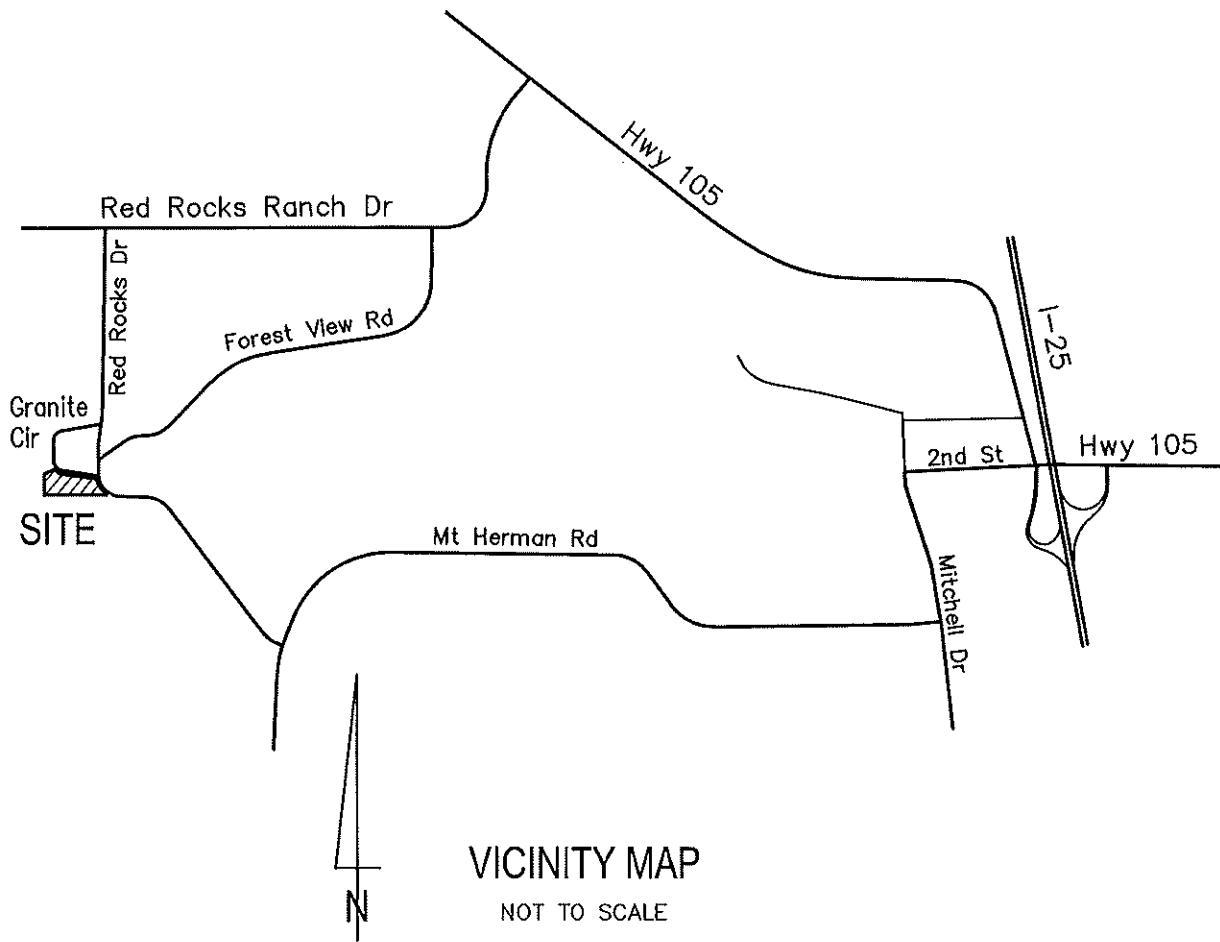 Hwy 105
Red Rocks Ranch Dr
Red Rocks Dr
Forest View Rd
I-25
Granite
Cir
2nd St
Hwy 105
SITE
Mt Herman Rd
Mitchell Dr
VICINITY MAP
N
NOT TO SCALE